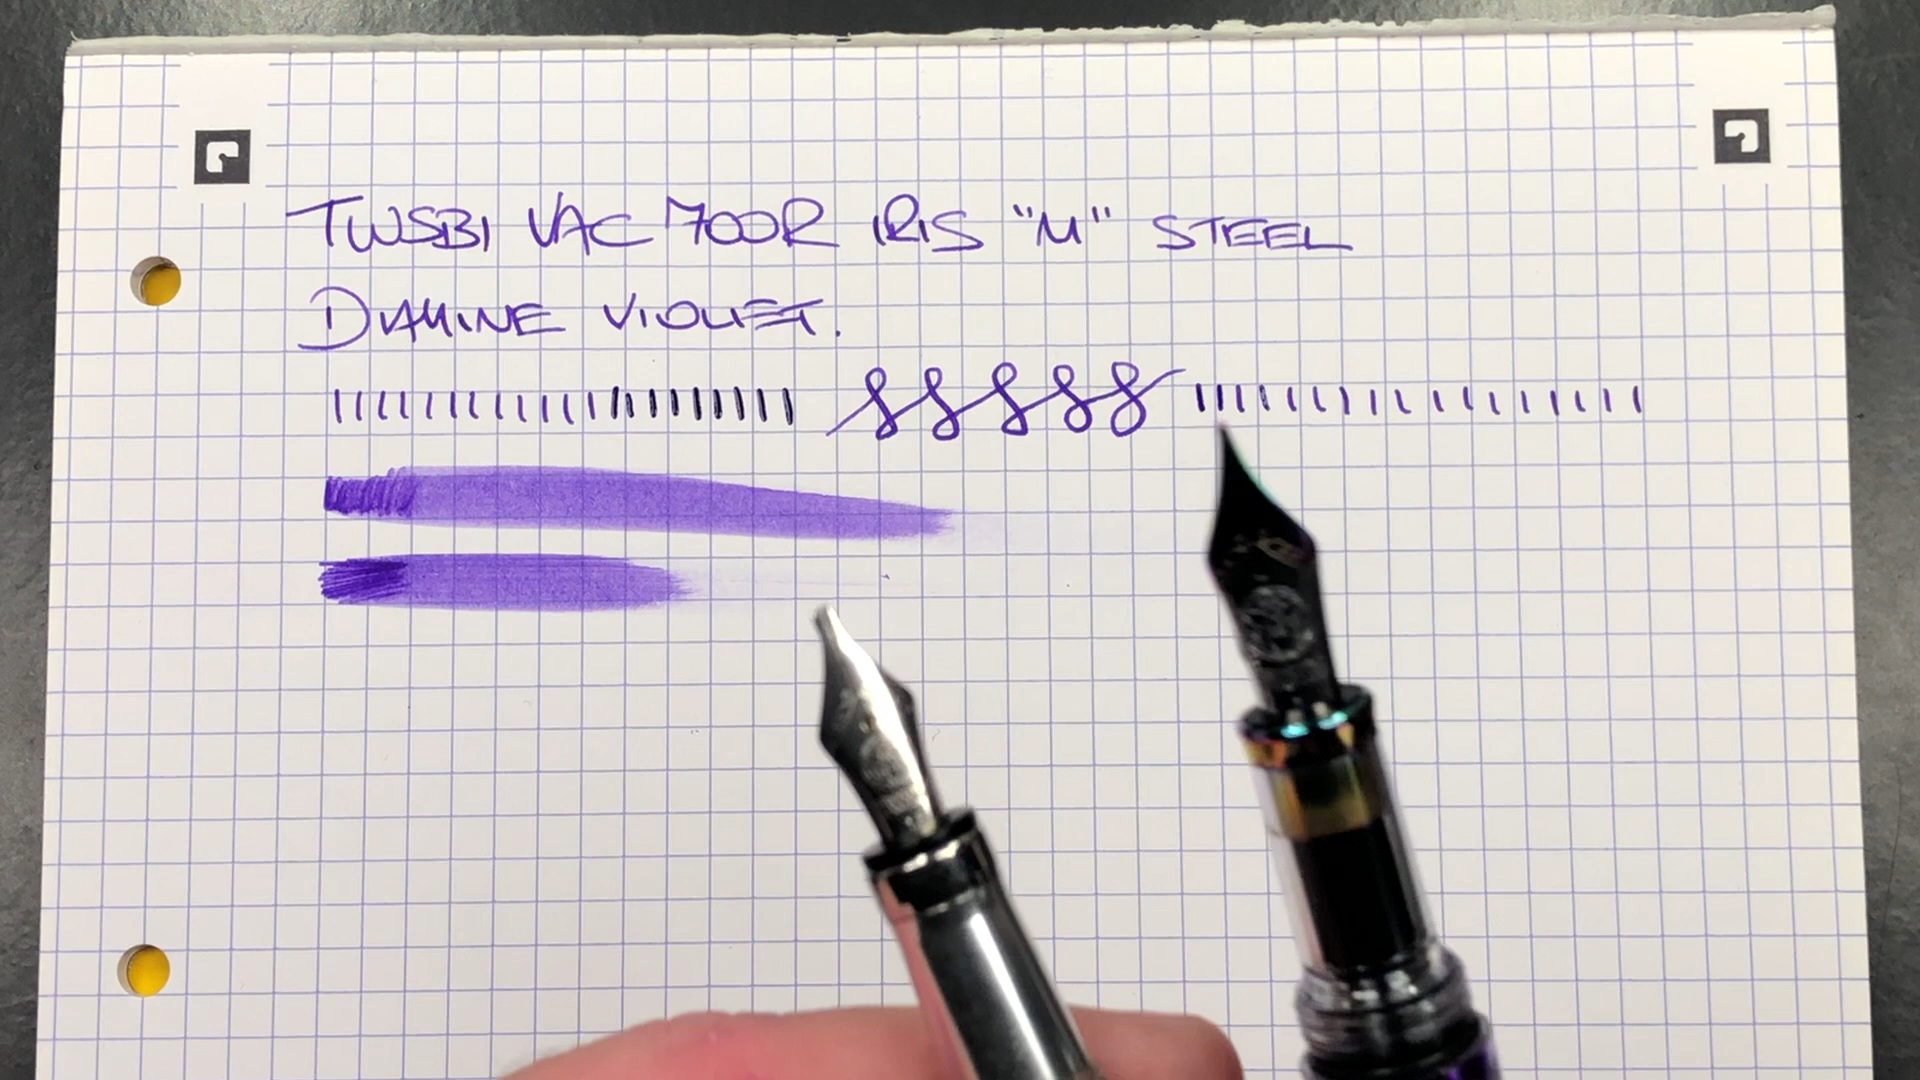 TWSBI VAC 700R IRIS "M" STEEL
DIAMINE VIOLET.